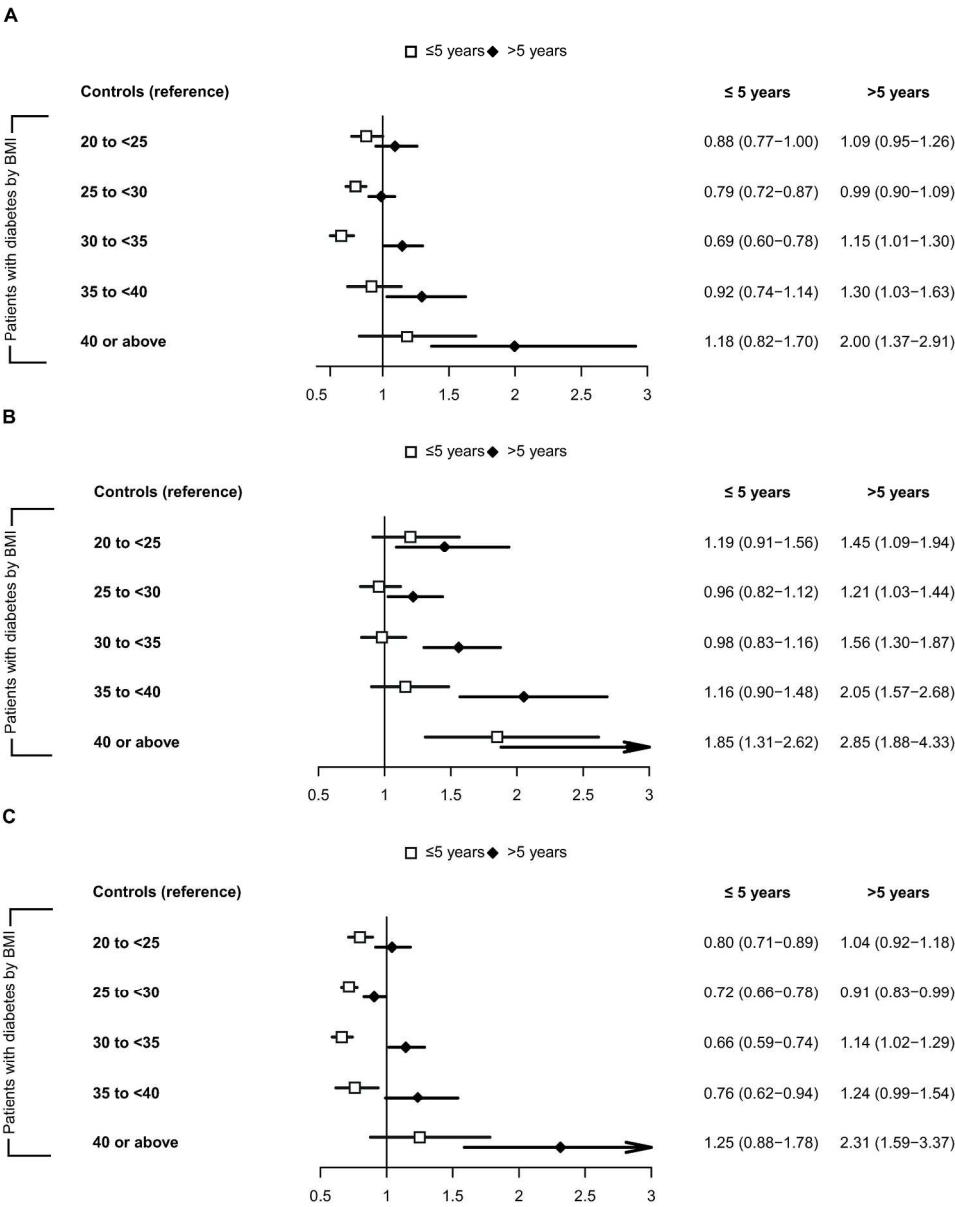 A
≤5 years >5 years
Controls (reference) ≤ 5 years >5 years
Patients with diabetes by BMI
20 to <25 0.88 (0.77−1.00) 1.09 (0.95−1.26)
25 to <30 0.79 (0.72−0.87) 0.99 (0.90−1.09)
30 to <35 0.69 (0.60−0.78) 1.15 (1.01−1.30)
35 to <40 0.92 (0.74−1.14) 1.30 (1.03−1.63)
40 or above 1.18 (0.82−1.70) 2.00 (1.37−2.91)
0.5 1 1.5 2 2.5 3
B
≤5 years >5 years
Controls (reference) ≤ 5 years >5 years
Patients with diabetes by BMI
20 to <25 1.19 (0.91−1.56) 1.45 (1.09−1.94)
25 to <30 0.96 (0.82−1.12) 1.21 (1.03−1.44)
30 to <35 0.98 (0.83−1.16) 1.56 (1.30−1.87)
35 to <40 1.16 (0.90−1.48) 2.05 (1.57−2.68)
40 or above 1.85 (1.31−2.62) 2.85 (1.88−4.33)
0.5 1 1.5 2 2.5 3
C
≤5 years >5 years
Controls (reference) ≤ 5 years >5 years
Patients with diabetes by BMI
20 to <25 0.80 (0.71−0.89) 1.04 (0.92−1.18)
25 to <30 0.72 (0.66−0.78) 0.91 (0.83−0.99)
30 to <35 0.66 (0.59−0.74) 1.14 (1.02−1.29)
35 to <40 0.76 (0.62−0.94) 1.24 (0.99−1.54)
40 or above 1.25 (0.88−1.78) 2.31 (1.59−3.37)
0.5 1 1.5 2 2.5 3